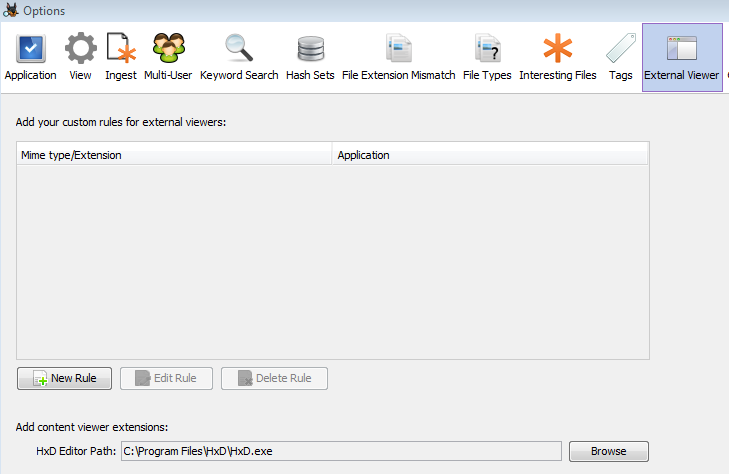 Options
Application View Ingest Multi-User Keyword Search Hash Sets File Extension Mismatch File Types Interesting Files Tags External Viewer
Add your custom rules for external viewers:
Mime type/Extension Application
New Rule Edit Rule Delete Rule
Add content viewer extensions:
HxD Editor Path: C:\Program Files\HxD\HxD.exe Browse